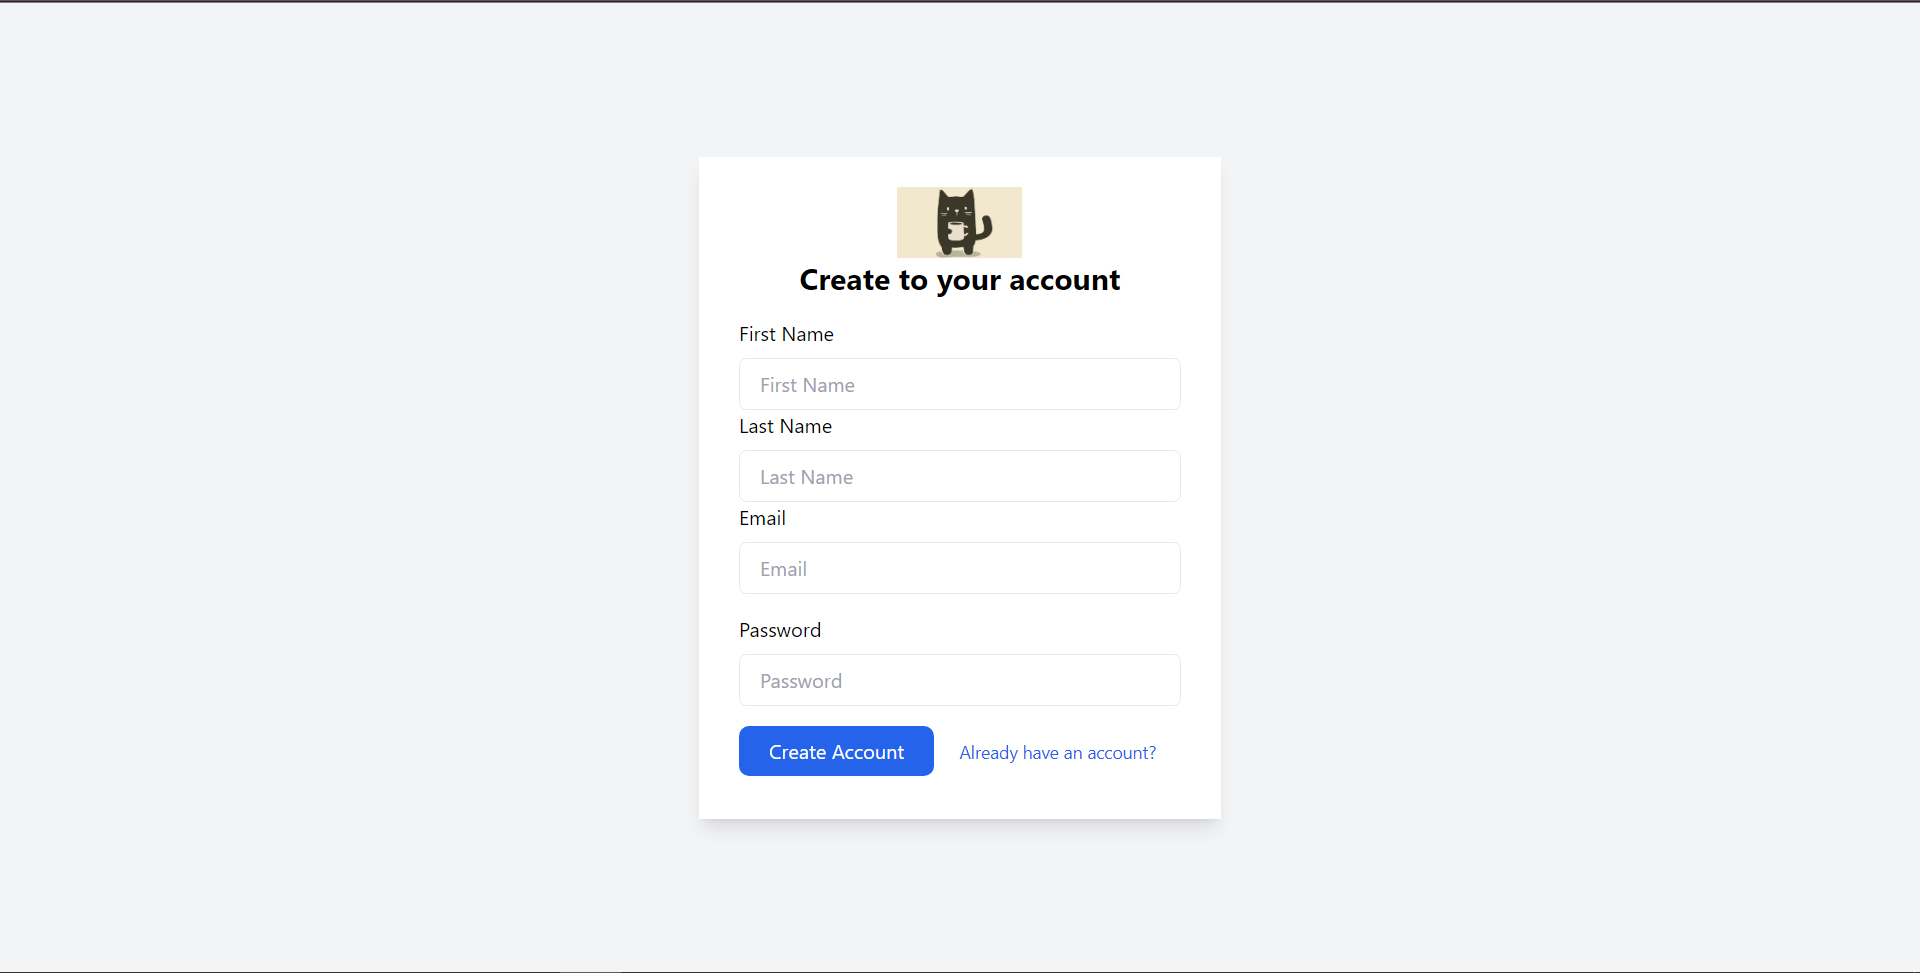 Create to your account
First Name
First Name
Last Name
Last Name
Email
Email
Password
Password
Create Account
Already have an account?